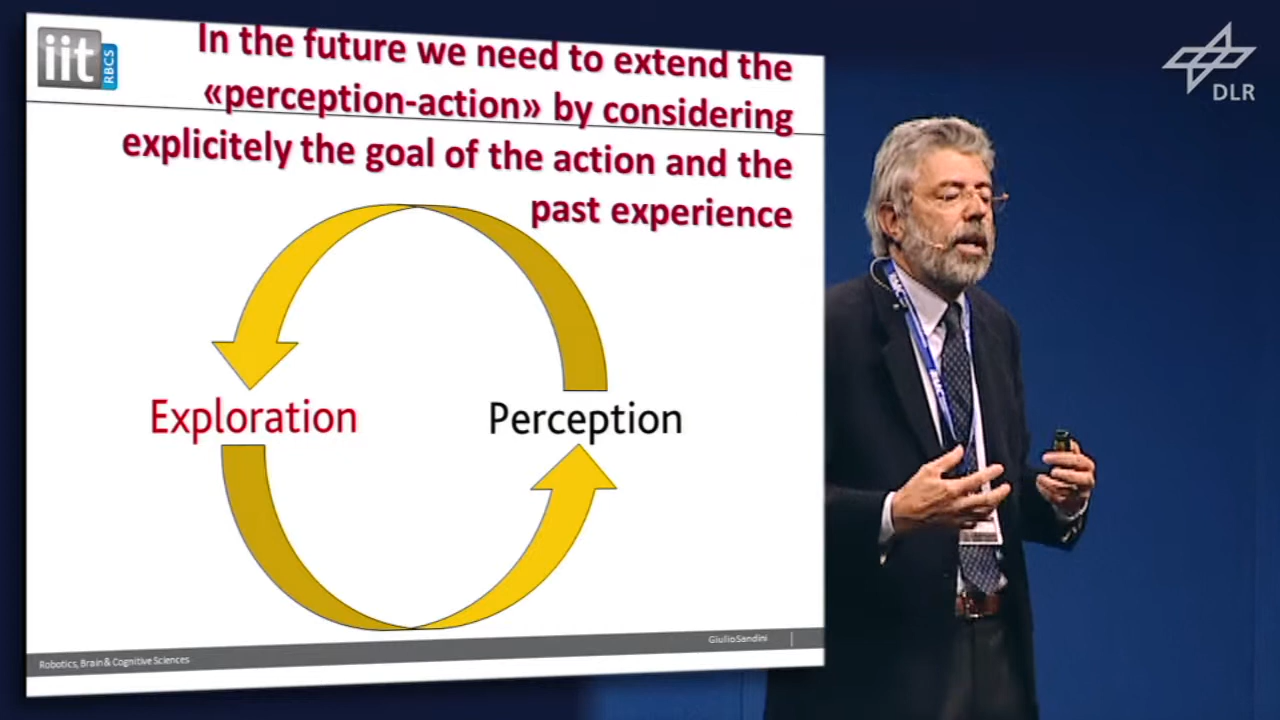 iit
RBCS
In the future we need to extend the
«perception-action» by considering
explicitely the goal of the action and the
past experience
Exploration
Perception
Giulio Sandini
Robotics, Brain & Cognitive Sciences
DLR